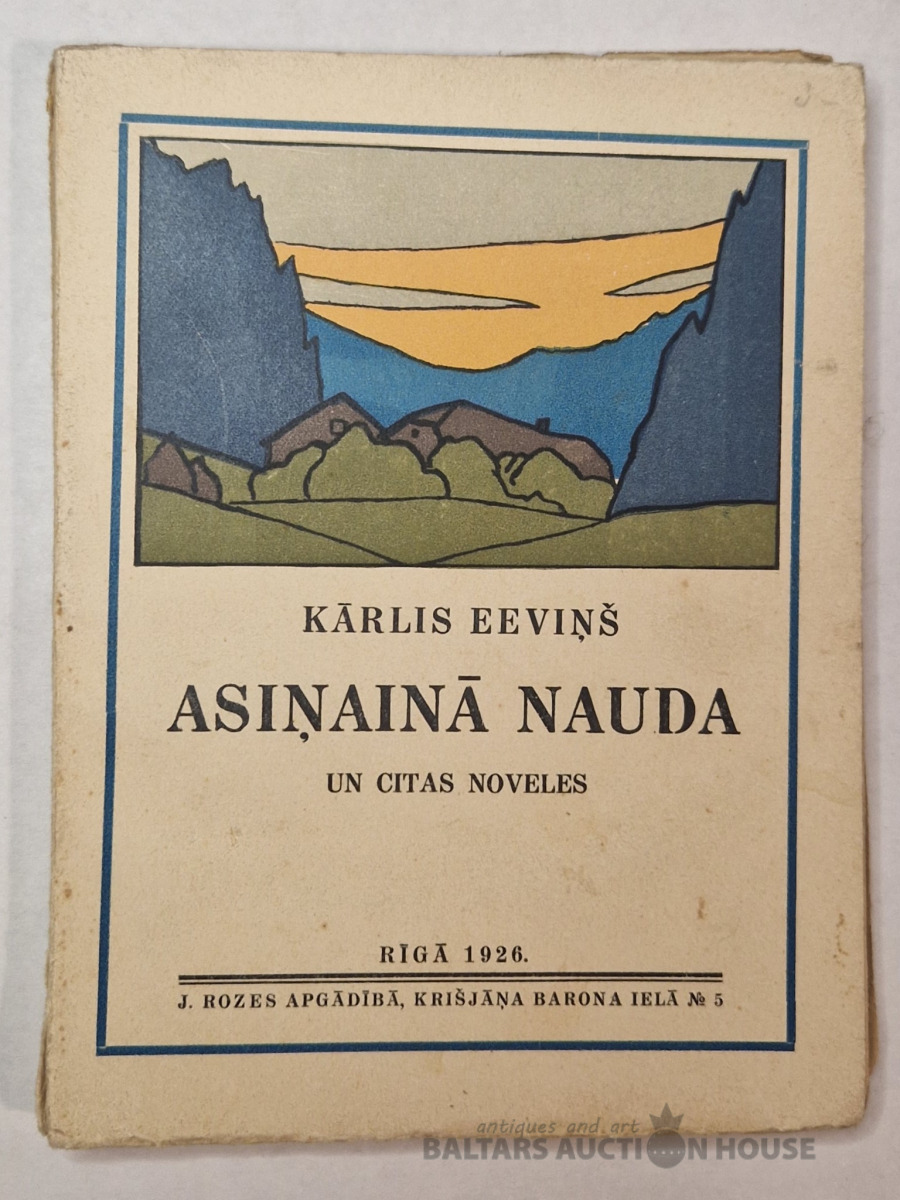 KĀRLIS EEVIŅŠ
ASIŅAINĀ NAUDA
UN CITAS NOVELES
RĪGĀ 1926.
J. ROZES APGĀDĪBĀ, KRIŠJĀŅA BARONA IELĀ № 5
antiques and art
BALTARS AUCTION HOUSE